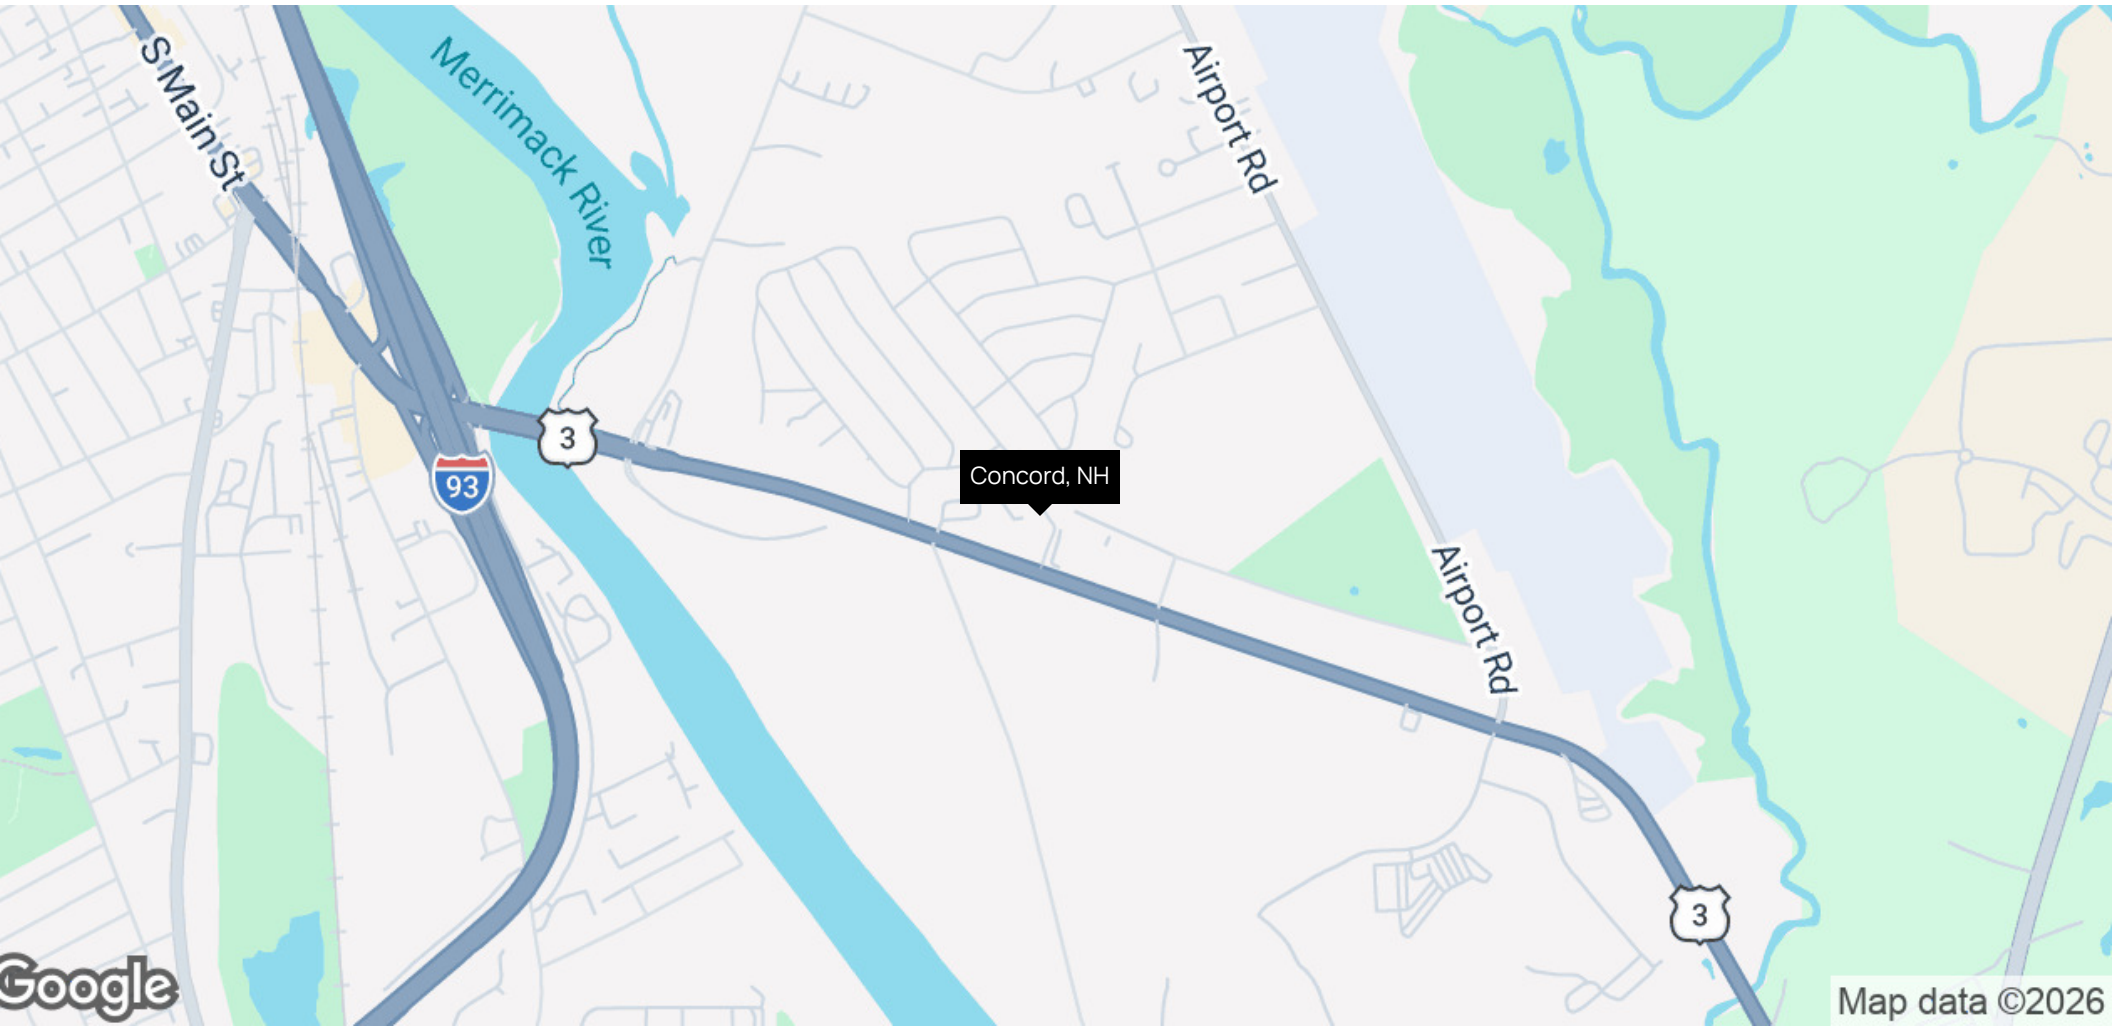 S Main St
Merrimack River
Airport Rd
3
93
Concord, NH
Airport Rd
3
Google
Map data ©2026